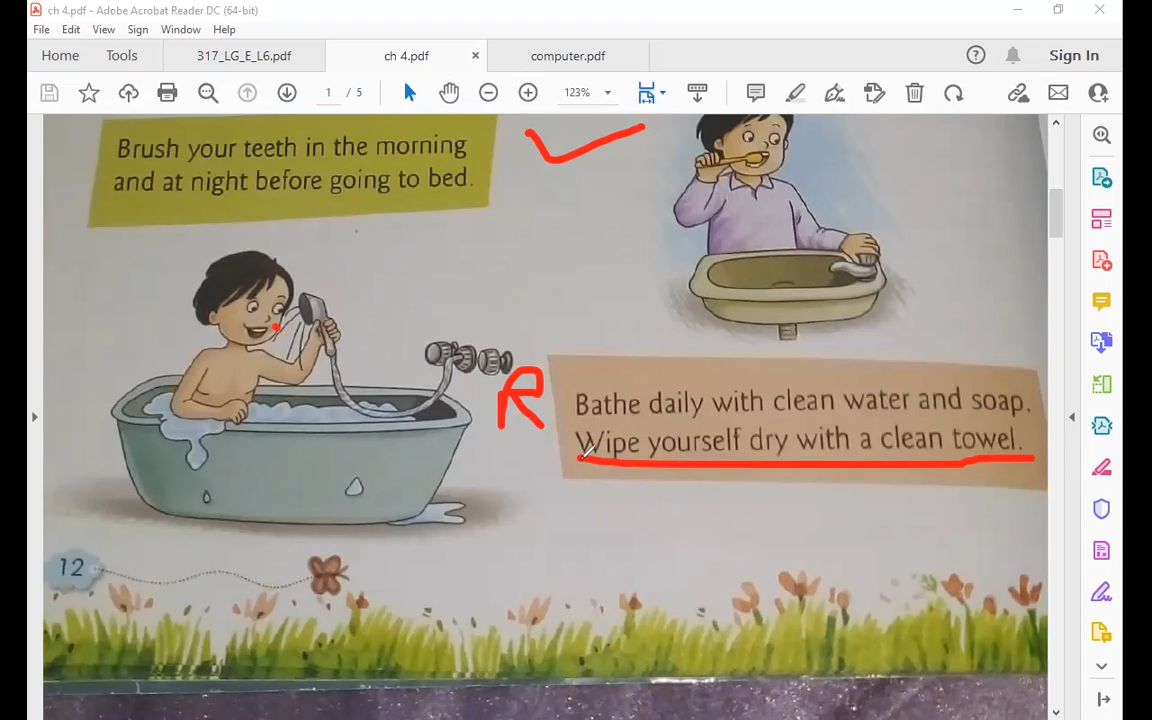 ch 4.pdf - Adobe Acrobat Reader DC (64-bit)
File Edit View Sign Window Help
Home Tools 317_LG_E_L6.pdf ch 4.pdf × computer.pdf Sign In
1 / 5 123%
Brush your teeth in the morning
and at night before going to bed.
R
Bathe daily with clean water and soap.
Wipe yourself dry with a clean towel.
12